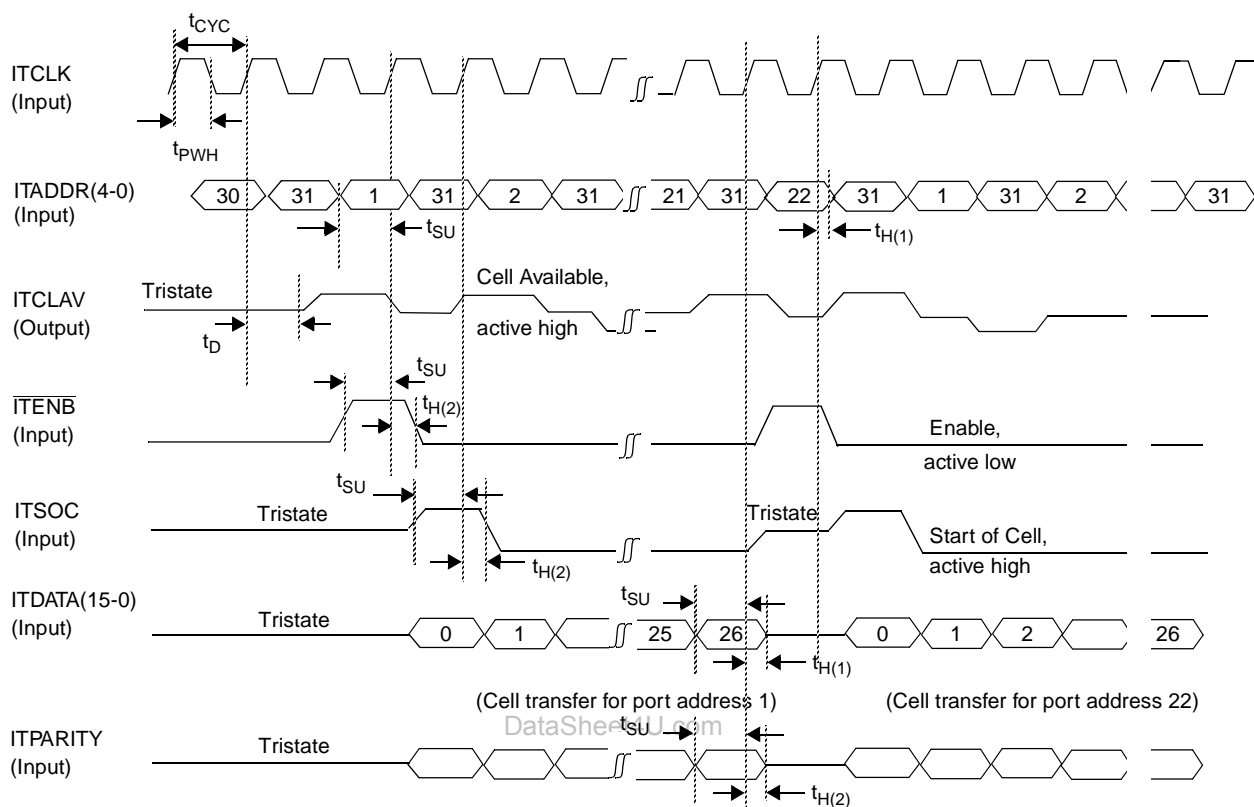 tCYC
ITCLK
(Input)
tPWH
ITADDR(4-0)
(Input)
30 31 1 31 2 31 21 31 22 31 1 31 2 31
tSU
tH(1)
ITCLAV
(Output)
Tristate
Cell Available,
active high
tD
tSU
ITENB
(Input)
tH(2)
Enable,
active low
tSU
ITSOC
(Input)
Tristate
Tristate
Start of Cell,
active high
tH(2)
ITDATA(15-0)
(Input)
tSU
Tristate
0 1 25 26 0 1 2 26
tH(1)
(Cell transfer for port address 1) (Cell transfer for port address 22)
DataSheet4U.com
tSU
ITPARITY
(Input)
Tristate
tH(2)